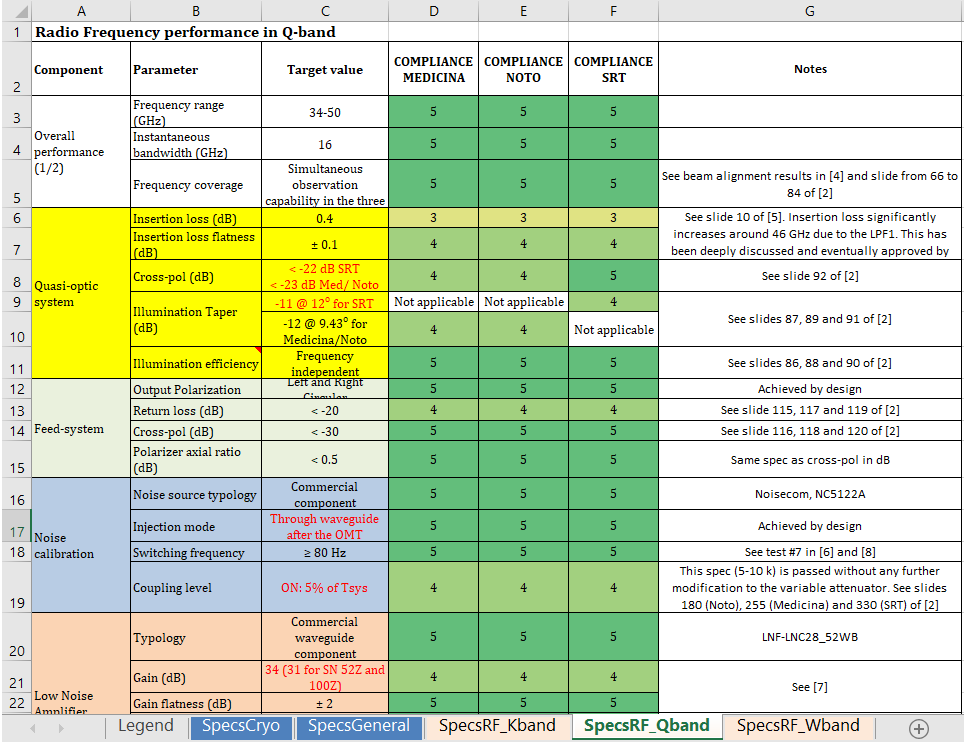 A B C D E F G
1 Radio Frequency performance in Q-band
2 Component Parameter Target value COMPLIANCE MEDICINA COMPLIANCE NOTO COMPLIANCE SRT Notes
Overall performance (1/2)
3 Frequency range (GHz) 34-50 5 5 5
4 Instantaneous bandwidth (GHz) 16 5 5 5
5 Frequency coverage Simultaneous observation capability in the three 5 5 5 See beam alignment results in [4] and slide from 66 to 84 of [2]
Quasi-optic system
6 Insertion loss (dB) 0.4 3 3 3 See slide 10 of [5]. Insertion loss significantly
7 Insertion loss flatness (dB) ± 0.1 4 4 4 increases around 46 GHz due to the LPF1. This has been deeply discussed and eventually approved by
8 Cross-pol (dB) < -22 dB SRT < -23 dB Med/ Noto 4 4 5 See slide 92 of [2]
9 Illumination Taper (dB) -11 @ 12⁰ for SRT Not applicable Not applicable 4 See slides 87, 89 and 91 of [2]
10 -12 @ 9.43⁰ for Medicina/Noto 4 4 Not applicable
11 Illumination efficiency Frequency independent 5 5 5 See slides 86, 88 and 90 of [2]
Feed-system
12 Output Polarization Left and Right Circular 5 5 5 Achieved by design
13 Return loss (dB) < -20 4 4 4 See slide 115, 117 and 119 of [2]
14 Cross-pol (dB) < -30 5 5 5 See slide 116, 118 and 120 of [2]
15 Polarizer axial ratio (dB) < 0.5 5 5 5 Same spec as cross-pol in dB
Noise calibration
16 Noise source typology Commercial component 5 5 5 Noisecom, NC5122A
17 Injection mode Through waveguide after the OMT 5 5 5 Achieved by design
18 Switching frequency ≥ 80 Hz 5 5 5 See test #7 in [6] and [8]
19 Coupling level ON: 5% of Tsys 4 4 4 This spec (5-10 k) is passed without any further modification to the variable attenuator. See slides 180 (Noto), 255 (Medicina) and 330 (SRT) of [2]
Low Noise Amplifier
20 Typology Commercial waveguide component 5 5 5 LNF-LNC28_52WB
21 Gain (dB) 34 (31 for SN 52Z and 100Z) 4 4 4 See [7]
22 Gain flatness (dB) ± 2 5 5 5
Legend SpecsCryo SpecsGeneral SpecsRF_Kband SpecsRF_Qband SpecsRF_Wband